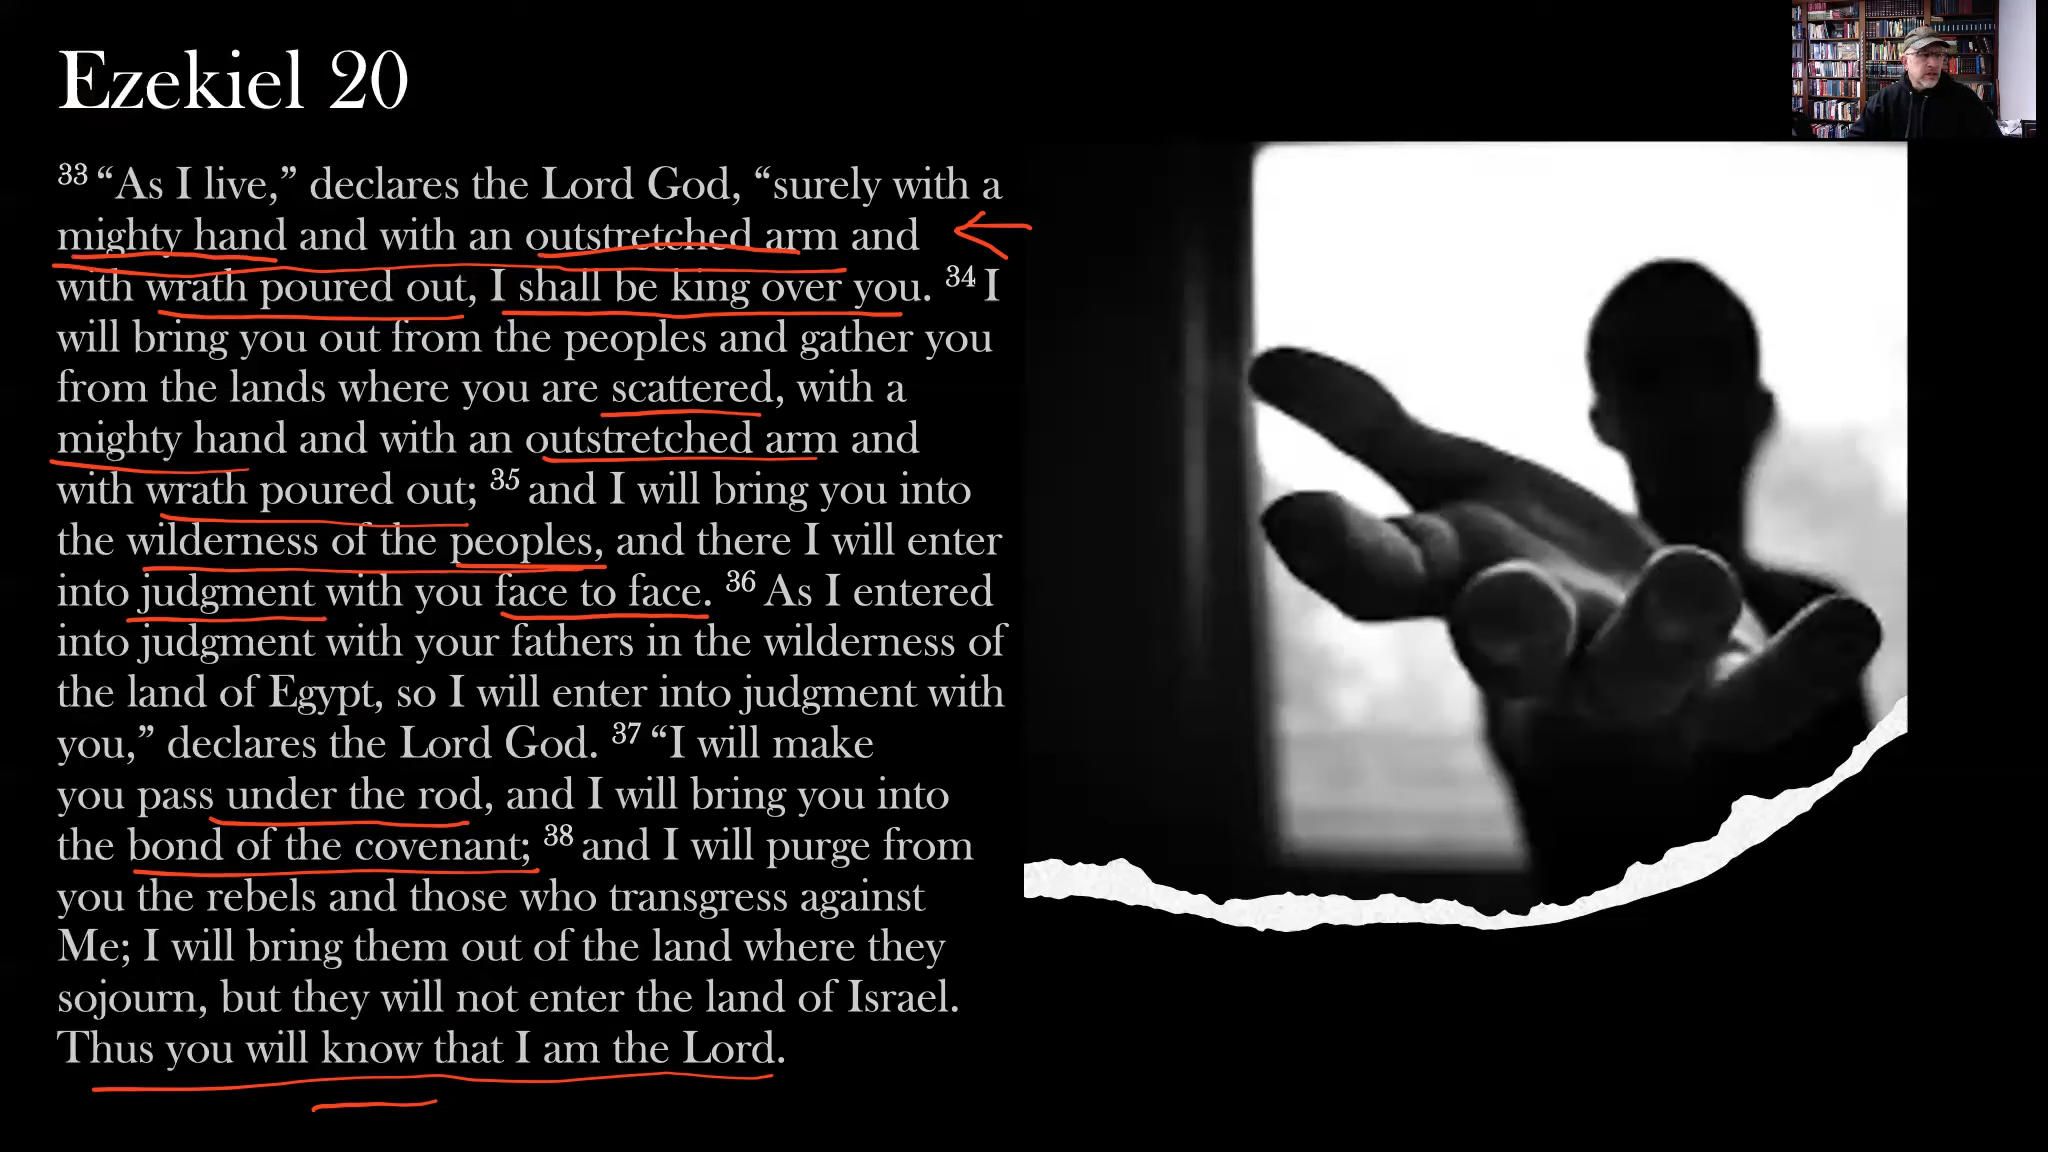 Ezekiel 20
33 “As I live,” declares the Lord God, “surely with a
mighty hand and with an outstretched arm and
with wrath poured out, I shall be king over you. 34 I
will bring you out from the peoples and gather you
from the lands where you are scattered, with a
mighty hand and with an outstretched arm and
with wrath poured out; 35 and I will bring you into
the wilderness of the peoples, and there I will enter
into judgment with you face to face. 36 As I entered
into judgment with your fathers in the wilderness of
the land of Egypt, so I will enter into judgment with
you,” declares the Lord God. 37 “I will make
you pass under the rod, and I will bring you into
the bond of the covenant; 38 and I will purge from
you the rebels and those who transgress against
Me; I will bring them out of the land where they
sojourn, but they will not enter the land of Israel.
Thus you will know that I am the Lord.